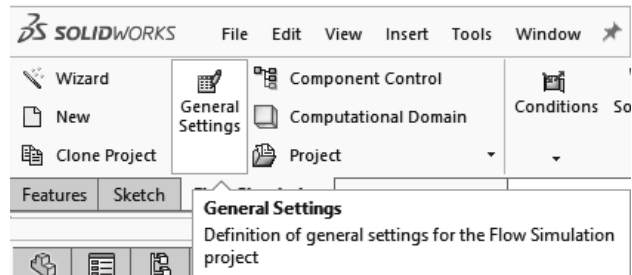 SOLIDWORKS File Edit View Insert Tools Window
Wizard
New
Clone Project
General
Settings
Component Control
Computational Domain
Project
Conditions
So
Features Sketch
General Settings
Definition of general settings for the Flow Simulation
project